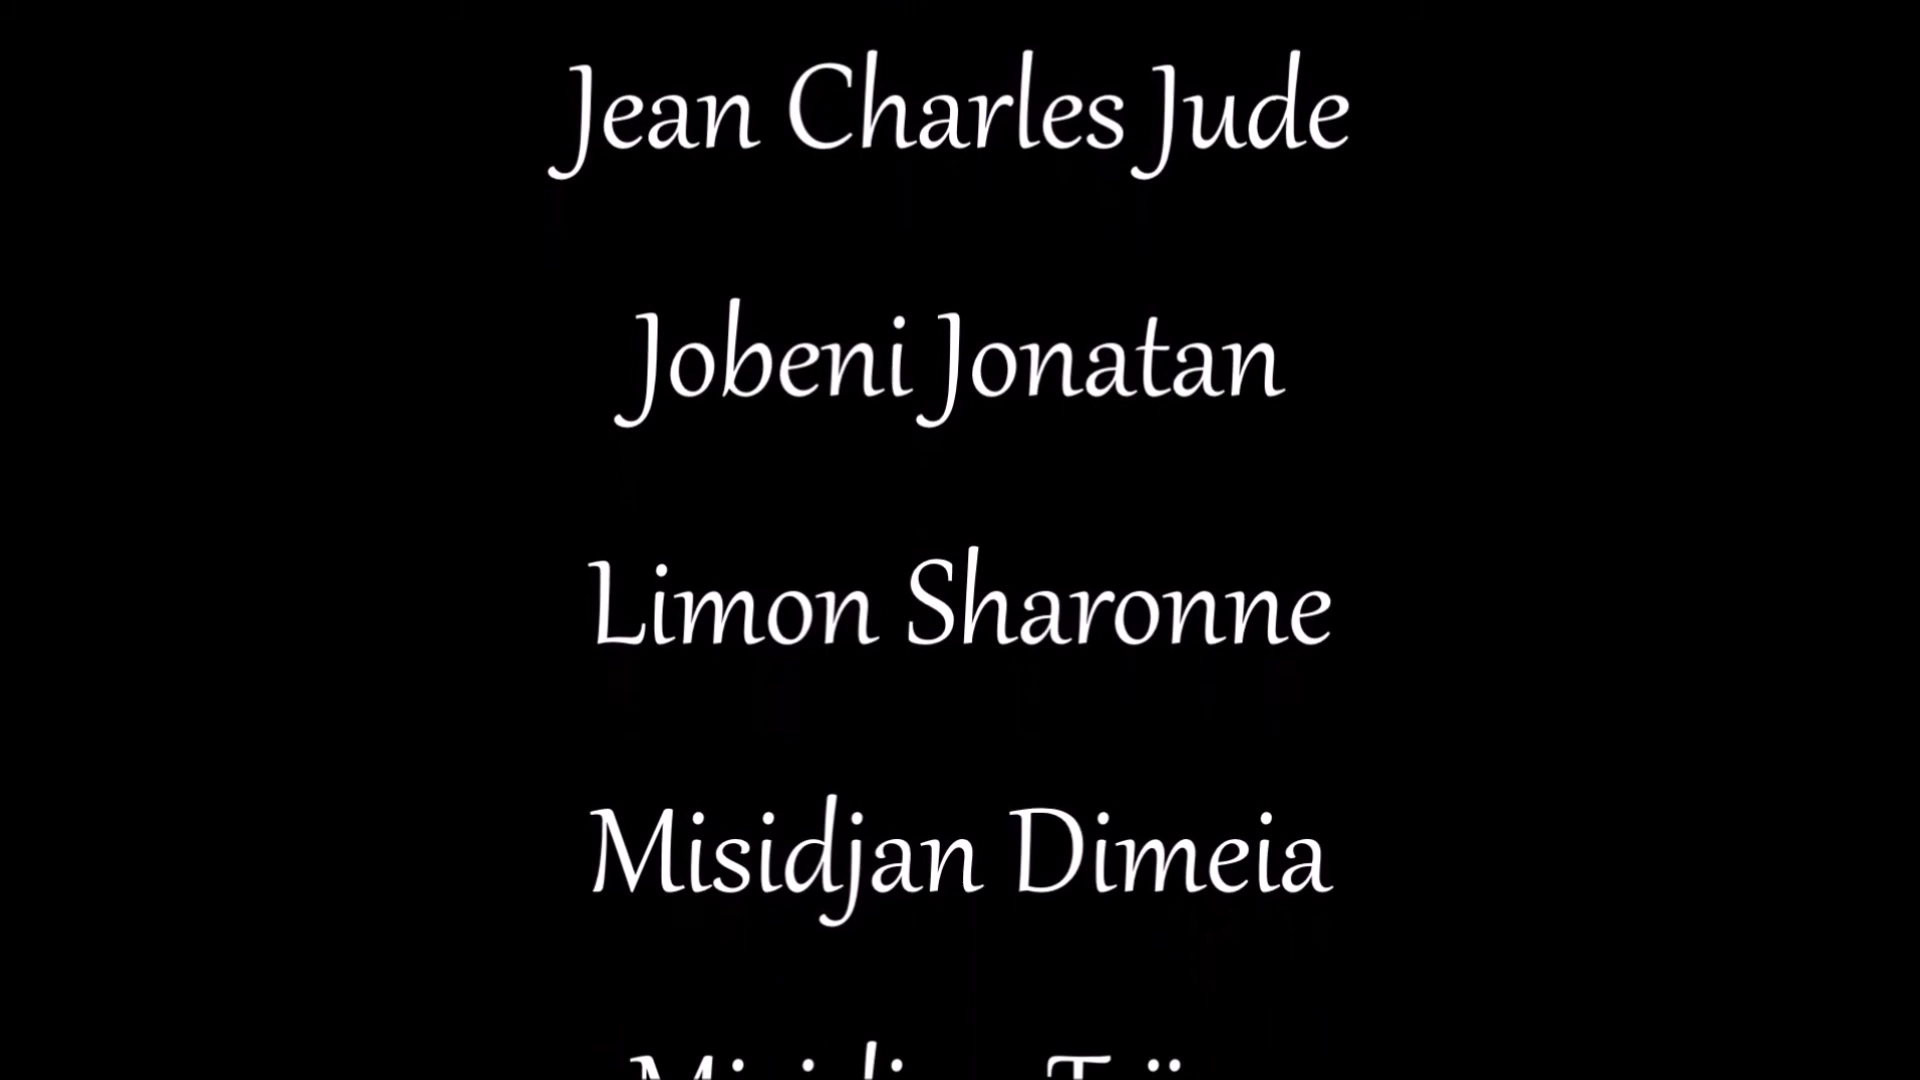 Jean Charles Jude
Jobeni Jonatan
Limon Sharonne
Misidjan Dimeia